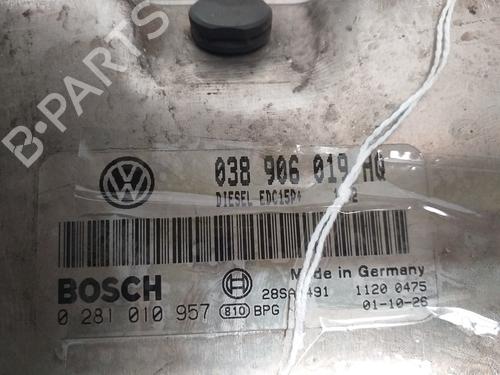 B-PARTS
038 906 019 HQ
DIESEL EDC15P+
BOSCH
Made in Germany
1120 0475
0 281 010 957 810 BPG
01-10-26